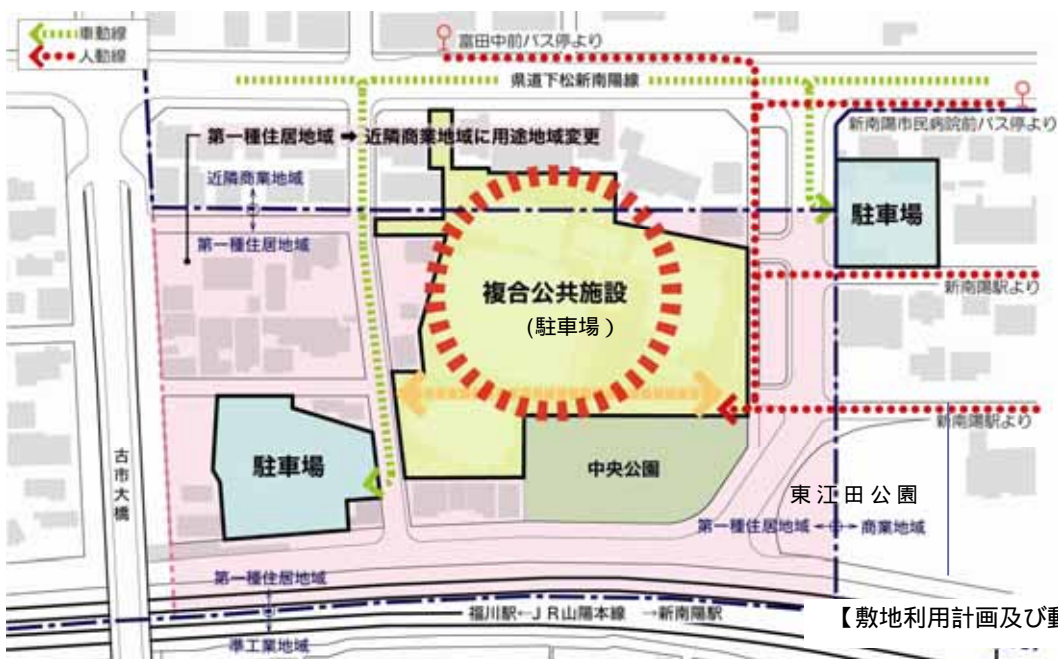 車動線
人動線
富田中前バス停より
県道下松新南陽線
新南陽市民病院前バス停より
第一種住居地域 ➡ 近隣商業地域に用途地域変更
近隣商業地域
第一種住居地域
駐車場
複合公共施設
(駐車場)
新南陽駅より
新南陽駅より
駐車場
中央公園
古市大橋
東江田公園
第一種住居地域
商業地域
第一種住居地域
福川駅←JR山陽本線 →新南陽駅
準工業地域
【敷地利用計画及び動